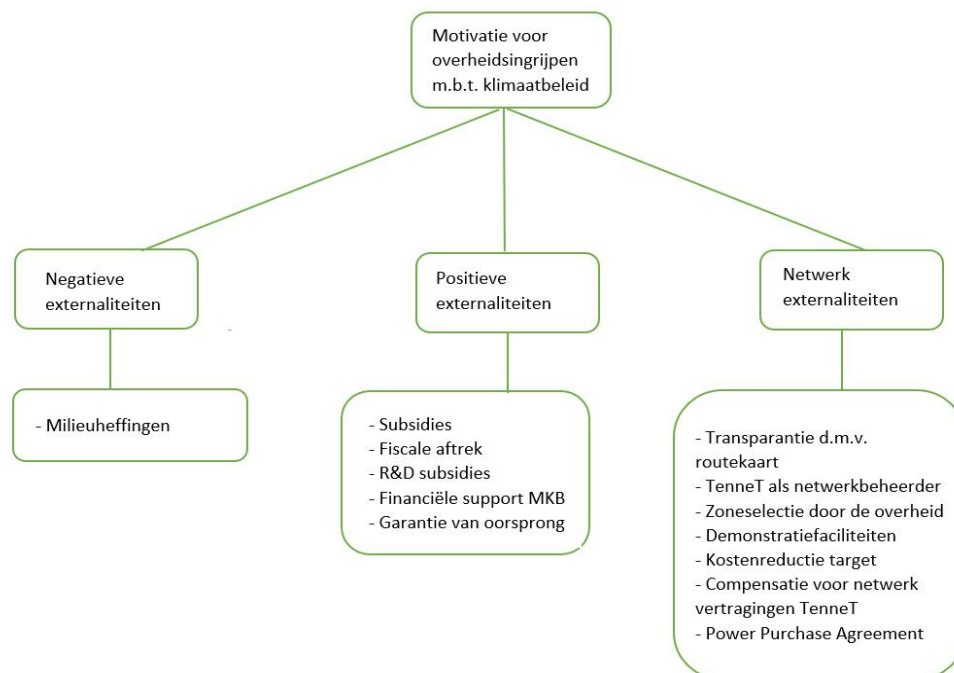 Motivatie voor
overheidsingrijpen
m.b.t. klimaatbeleid
Negatieve
externaliteiten
Positieve
externaliteiten
Netwerk
externaliteiten
- Milieuheffingen
- Subsidies
- Fiscale aftrek
- R&D subsidies
- Financiële support MKB
- Garantie van oorsprong
- Transparantie d.m.v.
routekaart
- TenneT als netwerkbeheerder
- Zoneselectie door de overheid
- Demonstratiefaciliteiten
- Kostenreductie target
- Compensatie voor netwerk
vertragingen TenneT
- Power Purchase Agreement